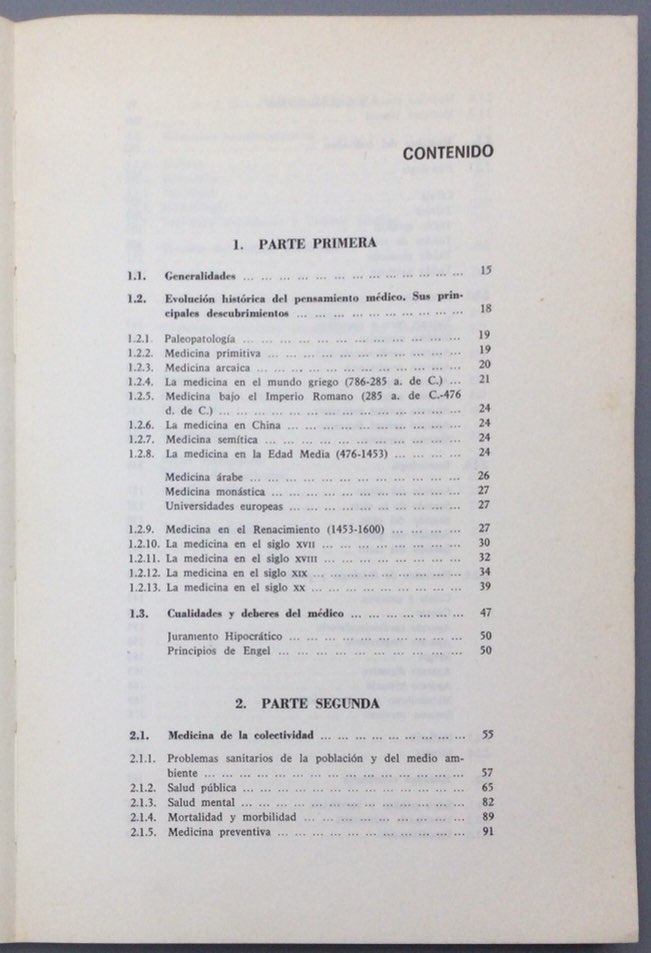 CONTENIDO
1. PARTE PRIMERA
1.1. Generalidades ... ... ... ... ... ... ... ... ... ... ... ... 15
1.2. Evolución histórica del pensamiento médico. Sus prin-
cipales descubrimientos ... ... ... ... ... ... ... ... ... 18
1.2.1 Paleopatología ... ... ... ... ... ... ... ... ... ... ... ... 19
1.2.2. Medicina primitiva ... ... ... ... ... ... ... ... ... ... ... 19
1.2.3. Medicina arcaica ... ... ... ... ... ... ... ... ... ... ... 20
1.2.4. La medicina en el mundo griego (786-285 a. de C.) ... 21
1.2.5. Medicina bajo el Imperio Romano (285 a. de C.-476
d. de C.) ... ... ... ... ... ... ... ... ... ... ... ... ... 24
1.2.6. La medicina en China ... ... ... ... ... ... ... ... ... ... 24
1.2.7. Medicina semítica ... ... ... ... ... ... ... ... ... ... ... 24
1.2.8. La medicina en la Edad Media (476-1453) ... ... ... ... 24
Medicina árabe ... ... ... ... ... ... ... ... ... ... ... ... 26
Medicina monástica ... ... ... ... ... ... ... ... ... ... ... 27
Universidades europeas ... ... ... ... ... ... ... ... ... ... 27
1.2.9. Medicina en el Renacimiento (1453-1600) ... ... ... ... 27
1.2.10. La medicina en el siglo XVII ... ... ... ... ... ... ... ... 30
1.2.11. La medicina en el siglo XVIII ... ... ... ... ... ... ... ... 32
1.2.12. La medicina en el siglo XIX ... ... ... ... ... ... ... ... ... 34
1.2.13. La medicina en el siglo XX ... ... ... ... ... ... ... ... ... 39
1.3. Cualidades y deberes del médico ... ... ... ... ... ... 47
Juramento Hipocrático ... ... ... ... ... ... ... ... ... ... 50
Principios de Engel ... ... ... ... ... ... ... ... ... ... ... 50
2. PARTE SEGUNDA
2.1. Medicina de la colectividad ... ... ... ... ... ... ... ... 55
2.1.1. Problemas sanitarios de la población y del medio am-
biente ... ... ... ... ... ... ... ... ... ... ... ... ... ... 57
2.1.2. Salud pública ... ... ... ... ... ... ... ... ... ... ... ... 65
2.1.3. Salud mental ... ... ... ... ... ... ... ... ... ... ... ... 82
2.1.4. Mortalidad y morbilidad ... ... ... ... ... ... ... ... ... 89
2.1.5. Medicina preventiva ... ... ... ... ... ... ... ... ... ... ... 91